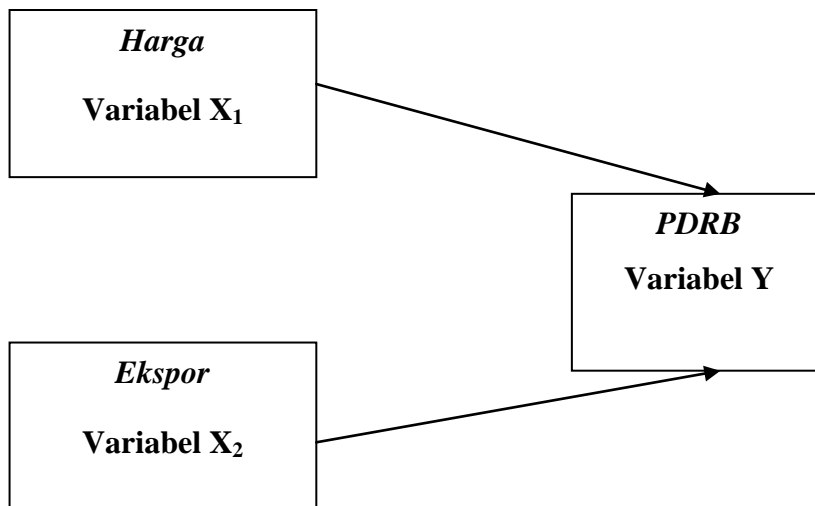 Harga
Variabel X₁
PDRB
Variabel Y
Ekspor
Variabel X₂